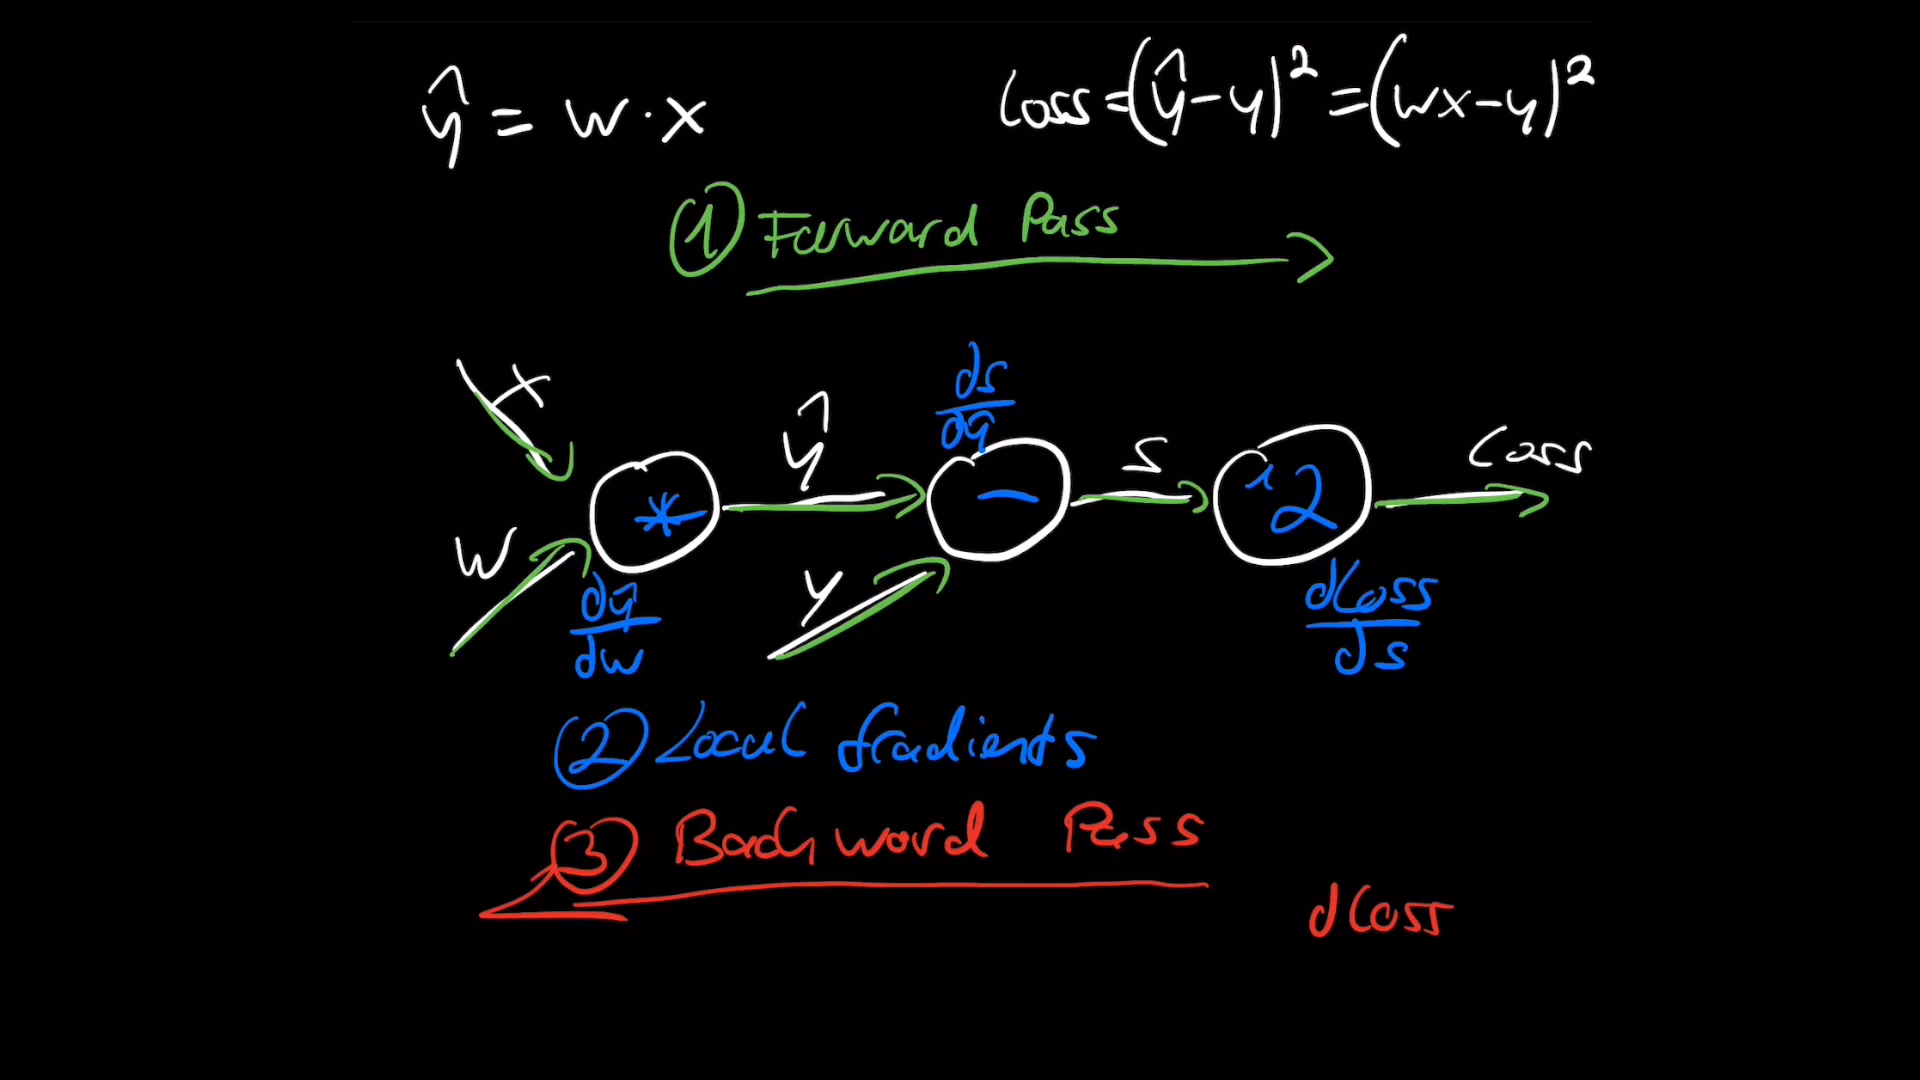 ŷ = w · x
Loss = (ŷ - y)² = (wx - y)²
1 Forward Pass
x
ŷ
ds
dŷ
s
Loss
*
-
^2
w
y
dŷ
dw
dLoss
ds
2 Local Gradients
3 Backward Pass
dLoss